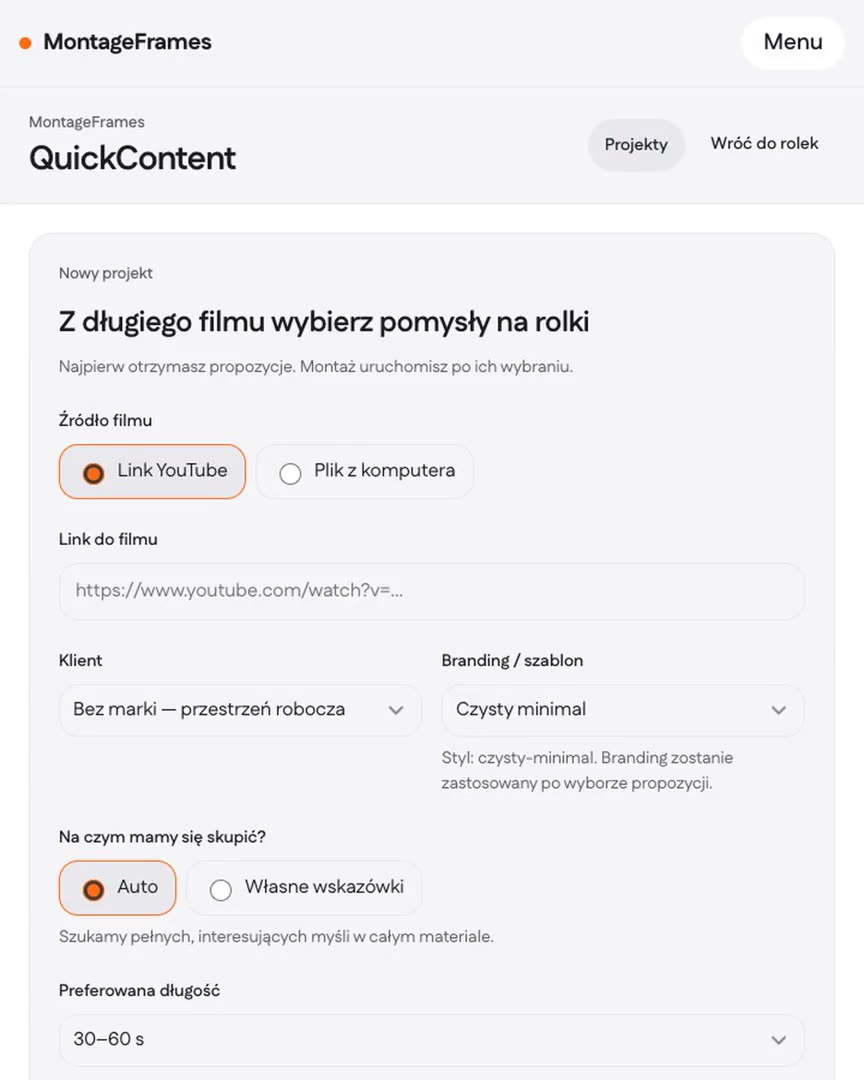 MontageFrames
Menu
MontageFrames
QuickContent
Projekty
Wróć do rolek
Nowy projekt
Z długiego filmu wybierz pomysły na rolki
Najpierw otrzymasz propozycje. Montaż uruchomisz po ich wybraniu.
Źródło filmu
Link YouTube
Plik z komputera
Link do filmu
https://www.youtube.com/watch?v=...
Klient
Branding / szablon
Bez marki — przestrzeń robocza
Czysty minimal
Styl: czysty-minimal. Branding zostanie
zastosowany po wyborze propozycji.
Na czym mamy się skupić?
Auto
Własne wskazówki
Szukamy pełnych, interesujących myśli w całym materiale.
Preferowana długość
30–60 s